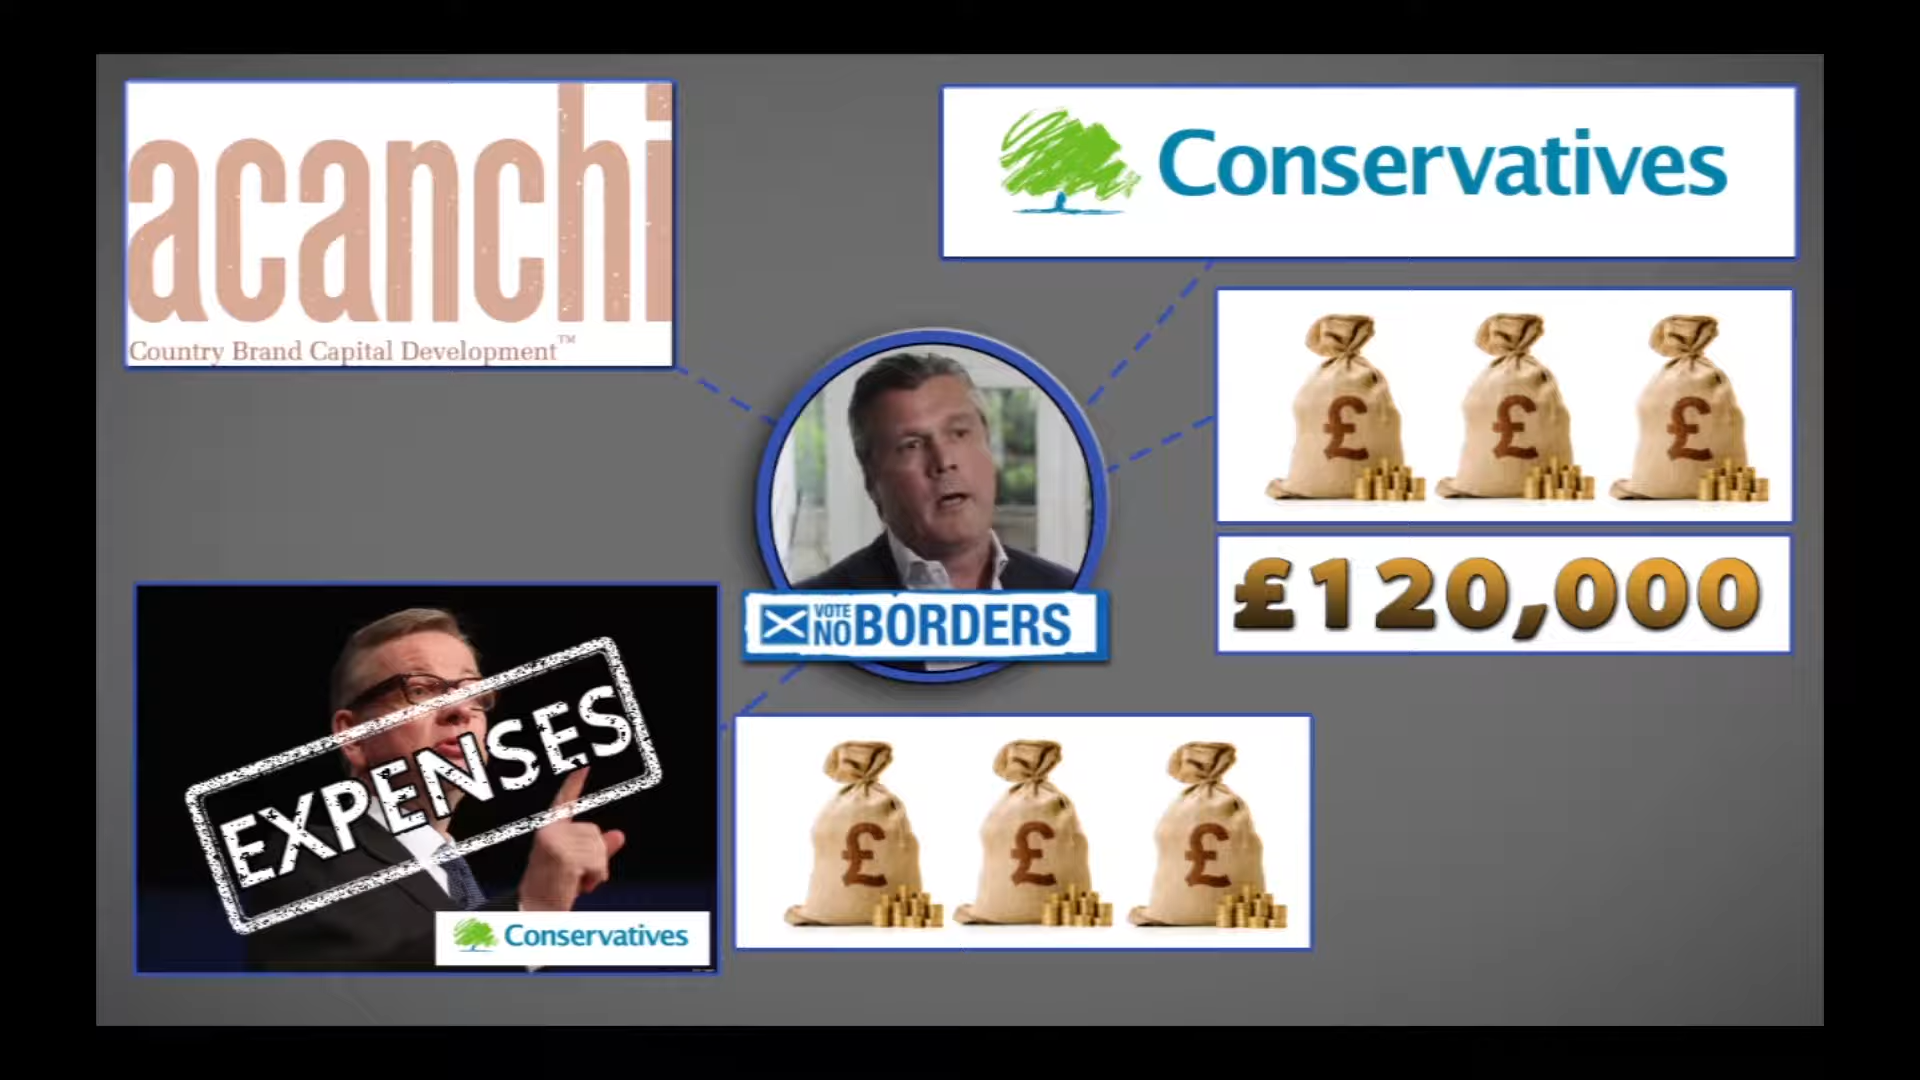 acanchi
Country Brand Capital Development™
Conservatives
£ £ £
£120,000
VOTE
NO BORDERS
EXPENSES
Conservatives
£ £ £